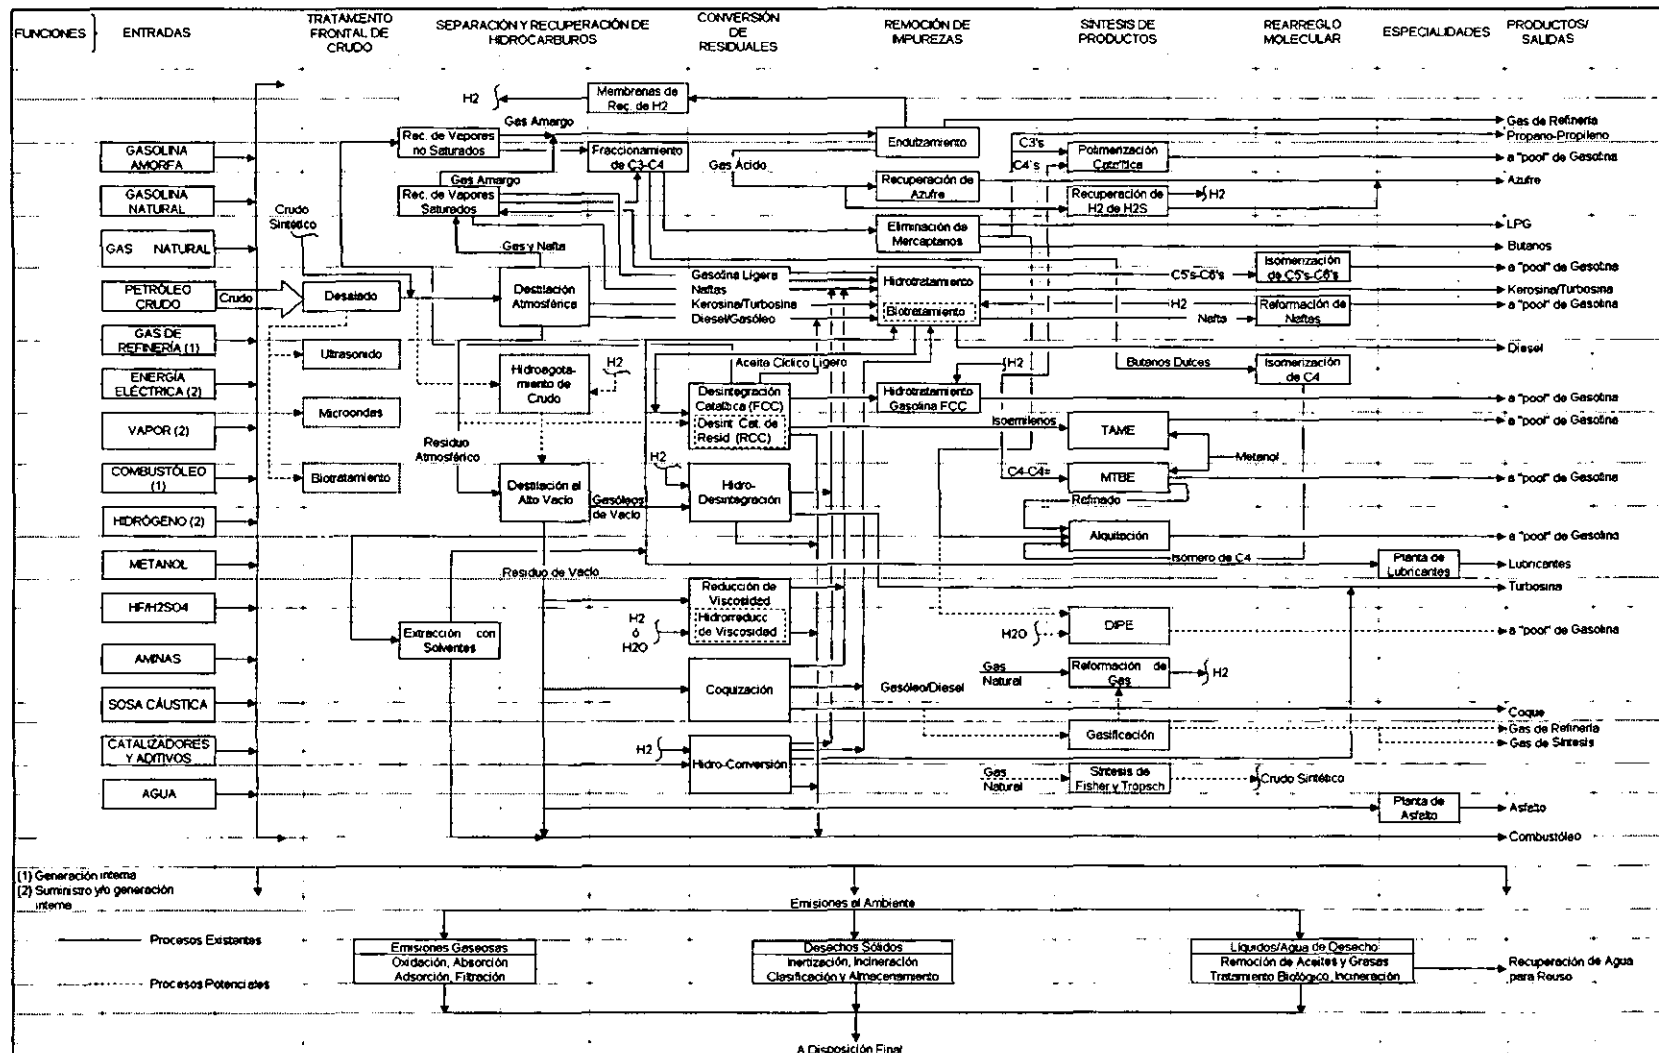 FUNCIONES
ENTRADAS
TRATAMENTO
FRONTAL DE
CRUDO
SEPARACIÓN Y RECUPERACIÓN DE
HIDROCARBUROS
CONVERSIÓN
DE
RESIDUALES
REMOCIÓN DE
IMPUREZAS
SINTESIS DE
PRODUCTOS
REARREGLO
MOLECULAR
ESPECIALIDADES
PRODUCTOS/
SALIDAS
GASOLINA
AMORFA
GASOLINA
NATURAL
GAS NATURAL
PETRÓLEO
CRUDO
GAS DE
REFINERÍA (1)
ENERGÍA
ELÉCTRICA (2)
VAPOR (2)
COMBUSTÓLEO
(1)
HIDRÓGENO (2)
METANOL
HF/H2SO4
AMINAS
SOSA CÁUSTICA
CATALIZADORES
Y ADITIVOS
AGUA
Crudo
Crudo
Sintético
Desalado
Ultrasonido
Microondas
Biotratamiento
H2
Membranas de
Rec. de H2
Gas Amargo
Rec. de Vapores
no Saturados
Fraccionamiento
de C3-C4
Gas Amargo
Rec. de Vapores
Saturados
Gas y Nafta
Destilación
Atmosférica
Gasolina Ligera
Naftas
Kerosina/Turbosina
Diesel/Gasóleo
Hidroagota-
miento de
Crudo
H2
Residuo
Atmosférico
Destilación al
Alto Vacío
Gasóleos
de Vacío
Residuo de Vacío
Extracción con
Solventes
Aceite Cíclico Ligero
Desintegración
Catalítica (FCC)
Desint. Cat. de
Resid. (RCC)
H2
Hidro-
Desintegración
Reducción de
Viscosidad
Hidrorreducc.
de Viscosidad
H2
ó
H2O
Coquización
H2
Hidro-Conversión
Gas Acido
Endulzamiento
Recuperación de
Azufre
Eliminación de
Mercaptanos
Hidrotratamiento
Biotratamiento
H2
Hidrotratamiento
Gasolina FCC
Isoamilenos
C4-C4=
Refinado
Gasóleo/Diesel
C3's
C4's
Polimerización
Catalítica
Recuperación de
H2 de H2S
H2
C5's-C6's
H2
Nafta
Butanos Dulces
Isomerización
de C5's-C6's
Reformación de
Naftas
Isomerización
de C4
TAME
MTBE
Metanol
Alquilación
Isómero de C4
Planta de
Lubricantes
H2O
DIPE
Gas
Natural
Reformación de
Gas
H2
Gasificación
Gas
Natural
Síntesis de
Fisher y Tropsch
Crudo Sintético
Planta de
Asfalto
Gas de Refinería
Propano-Propileno
a "pool" de Gasolina
Azufre
LPG
Butanos
a "pool" de Gasolina
Kerosina/Turbosina
a "pool" de Gasolina
Diesel
a "pool" de Gasolina
a "pool" de Gasolina
a "pool" de Gasolina
a "pool" de Gasolina
Lubricantes
Turbosina
a "pool" de Gasolina
Coque
Gas de Refinería
Gas de Síntesis
Asfalto
Combustóleo
(1) Generación interna
(2) Suministro y/o generación
interna
Procesos Existentes
Procesos Potenciales
Emisiones al Ambiente
Emisiones Gaseosas
Oxidación, Absorción
Adsorción, Filtración
Desechos Sólidos
Inertización, Incineración
Clasificación y Almacenamiento
Líquidos/Agua de Desecho
Remoción de Aceites y Grasas
Tratamiento Biológico, Incineración
Recuperación de Agua
para Reuso
A Disposición Final